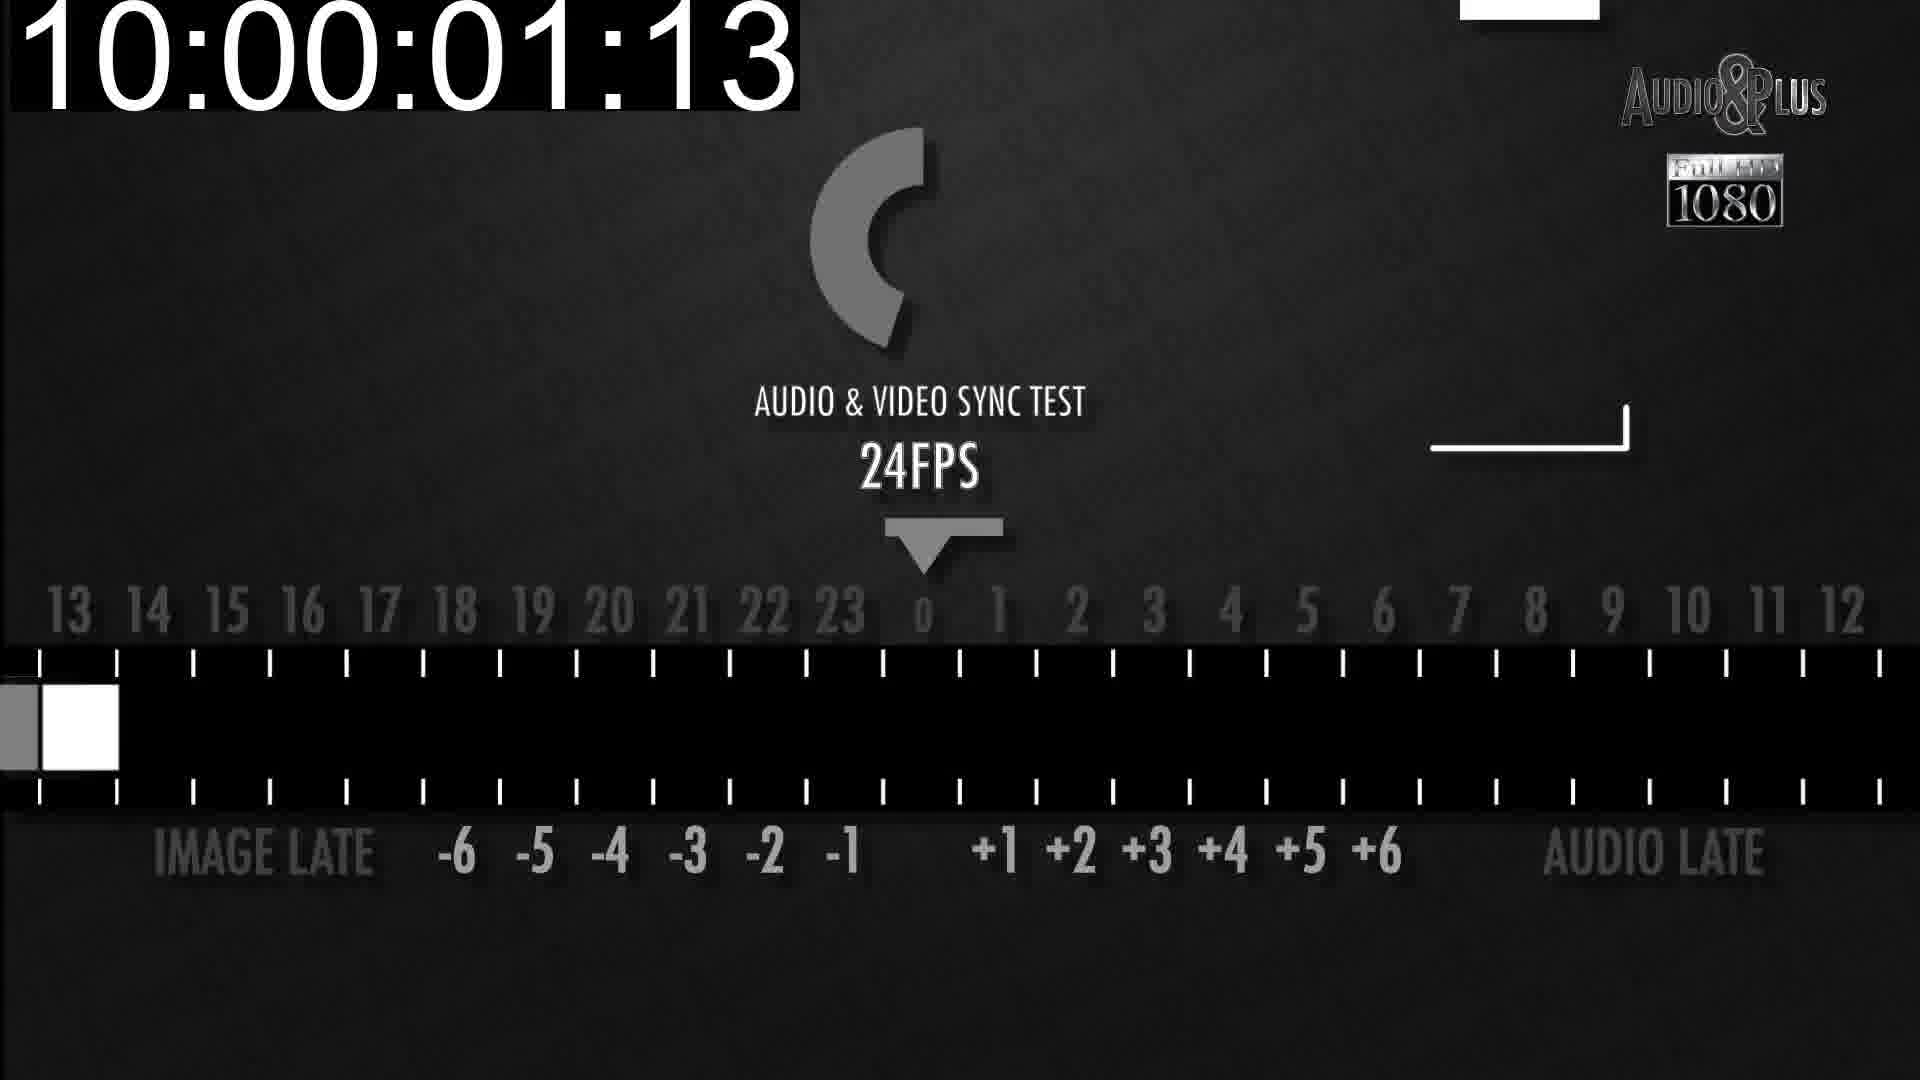 10:00:01:13
AUDIO & PLUS
Full HD
1080
AUDIO & VIDEO SYNC TEST
24FPS
13 14 15 16 17 18 19 20 21 22 23 0 1 2 3 4 5 6 7 8 9 10 11 12
IMAGE LATE -6 -5 -4 -3 -2 -1 +1 +2 +3 +4 +5 +6 AUDIO LATE